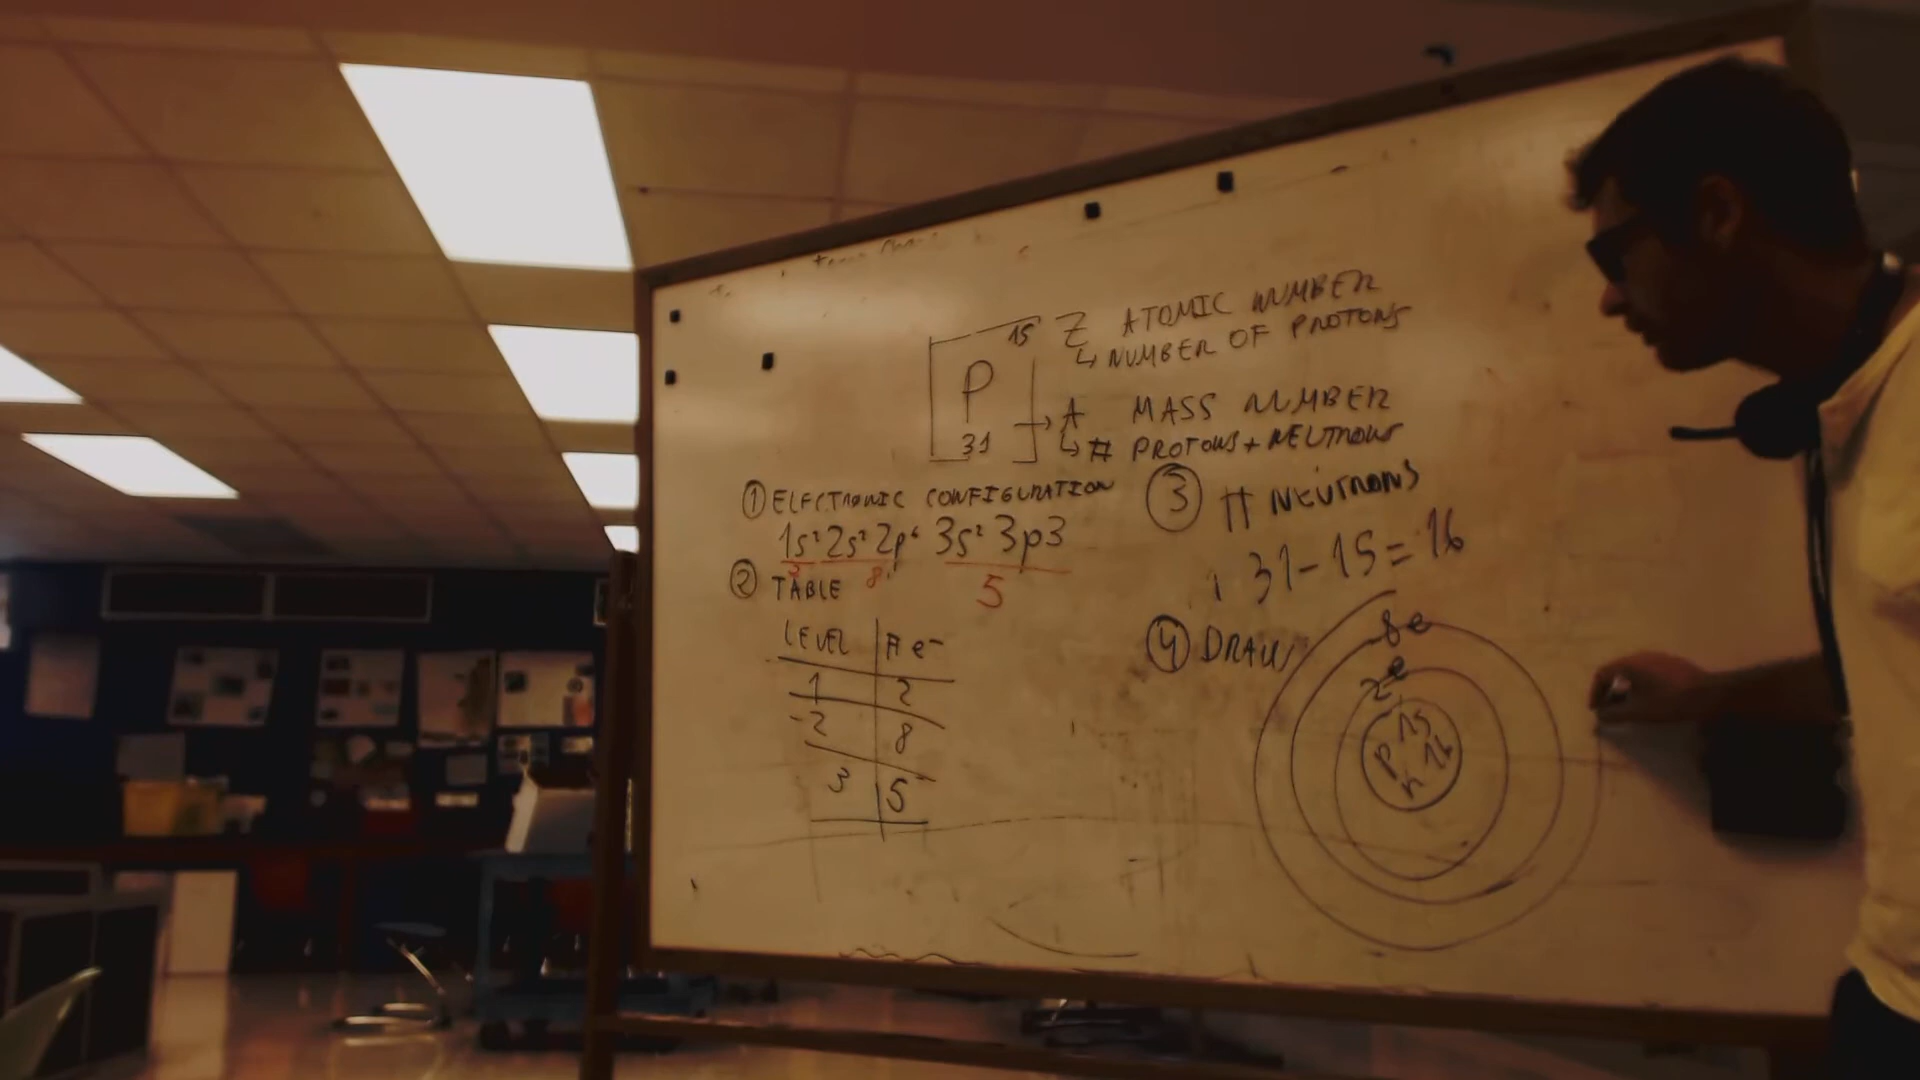 15 Z ATOMIC NUMBER
↳ NUMBER OF PROTONS
P
31 → A MASS NUMBER
↳ # PROTONS + NEUTRONS
① ELECTRONIC CONFIGURATION
1s² 2s² 2p⁶ 3s² 3p3
2 8 5
② TABLE
LEVEL # e⁻
1 2
2 8
3 5
③ # NEUTRONS
31-15=16
④ DRAW
8e
2e
P 15
n 16